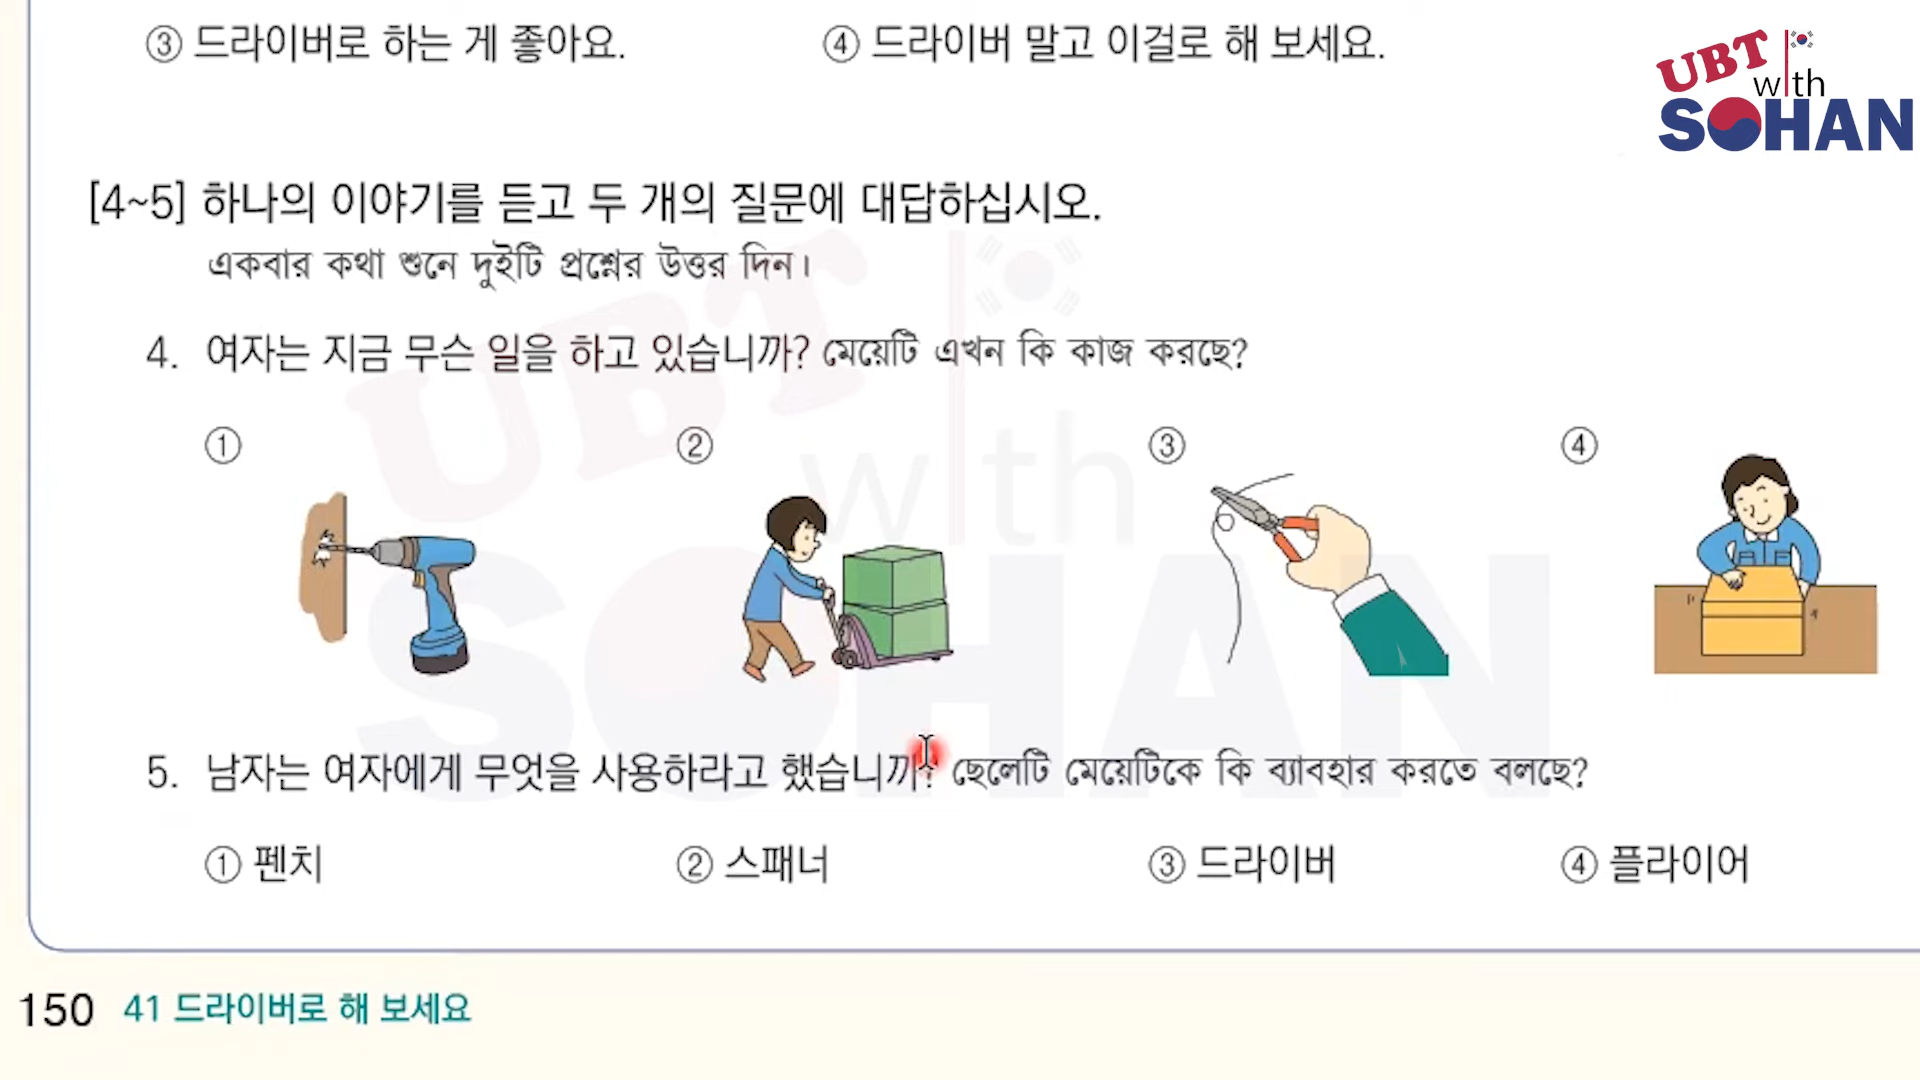 ③ 드라이버로 하는 게 좋아요. ④ 드라이버 말고 이걸로 해 보세요.
UBT
with
SOHAN
[4~5] 하나의 이야기를 듣고 두 개의 질문에 대답하십시오.
একবার কথা শুনে দুইটি প্রশ্নের উত্তর দিন।
4. 여자는 지금 무슨 일을 하고 있습니까? মেয়েটি এখন কি কাজ করছে?
① ② ③ ④
UBT
with
SOHAN
5. 남자는 여자에게 무엇을 사용하라고 했습니까? ছেলেটি মেয়েটিকে কি ব্যাবহার করতে বলছে?
① 펜치 ② 스패너 ③ 드라이버 ④ 플라이어
150 41 드라이버로 해 보세요